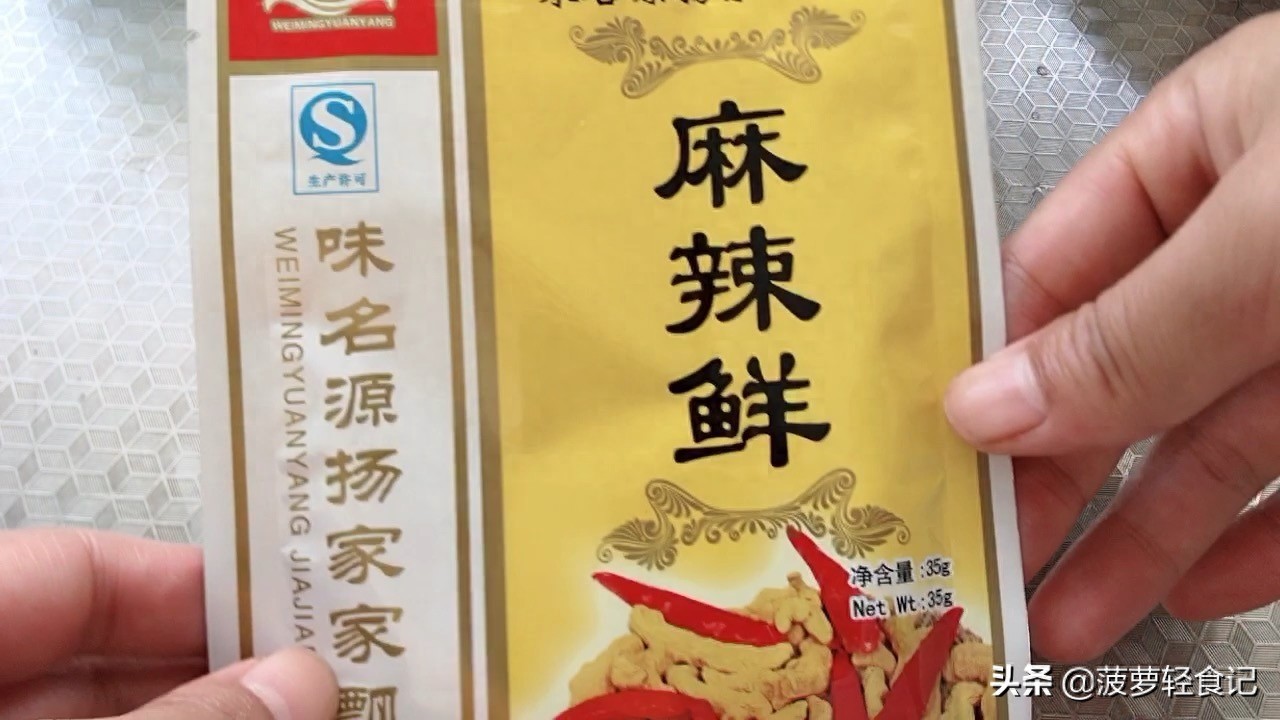 WEIMINGYUANYANG
生产许可
味名源扬家家飘
WEIMINGYUANYANG JIAJIA
麻辣鲜
净含量:35g
Net Wt:35g
头条 @菠萝轻食记